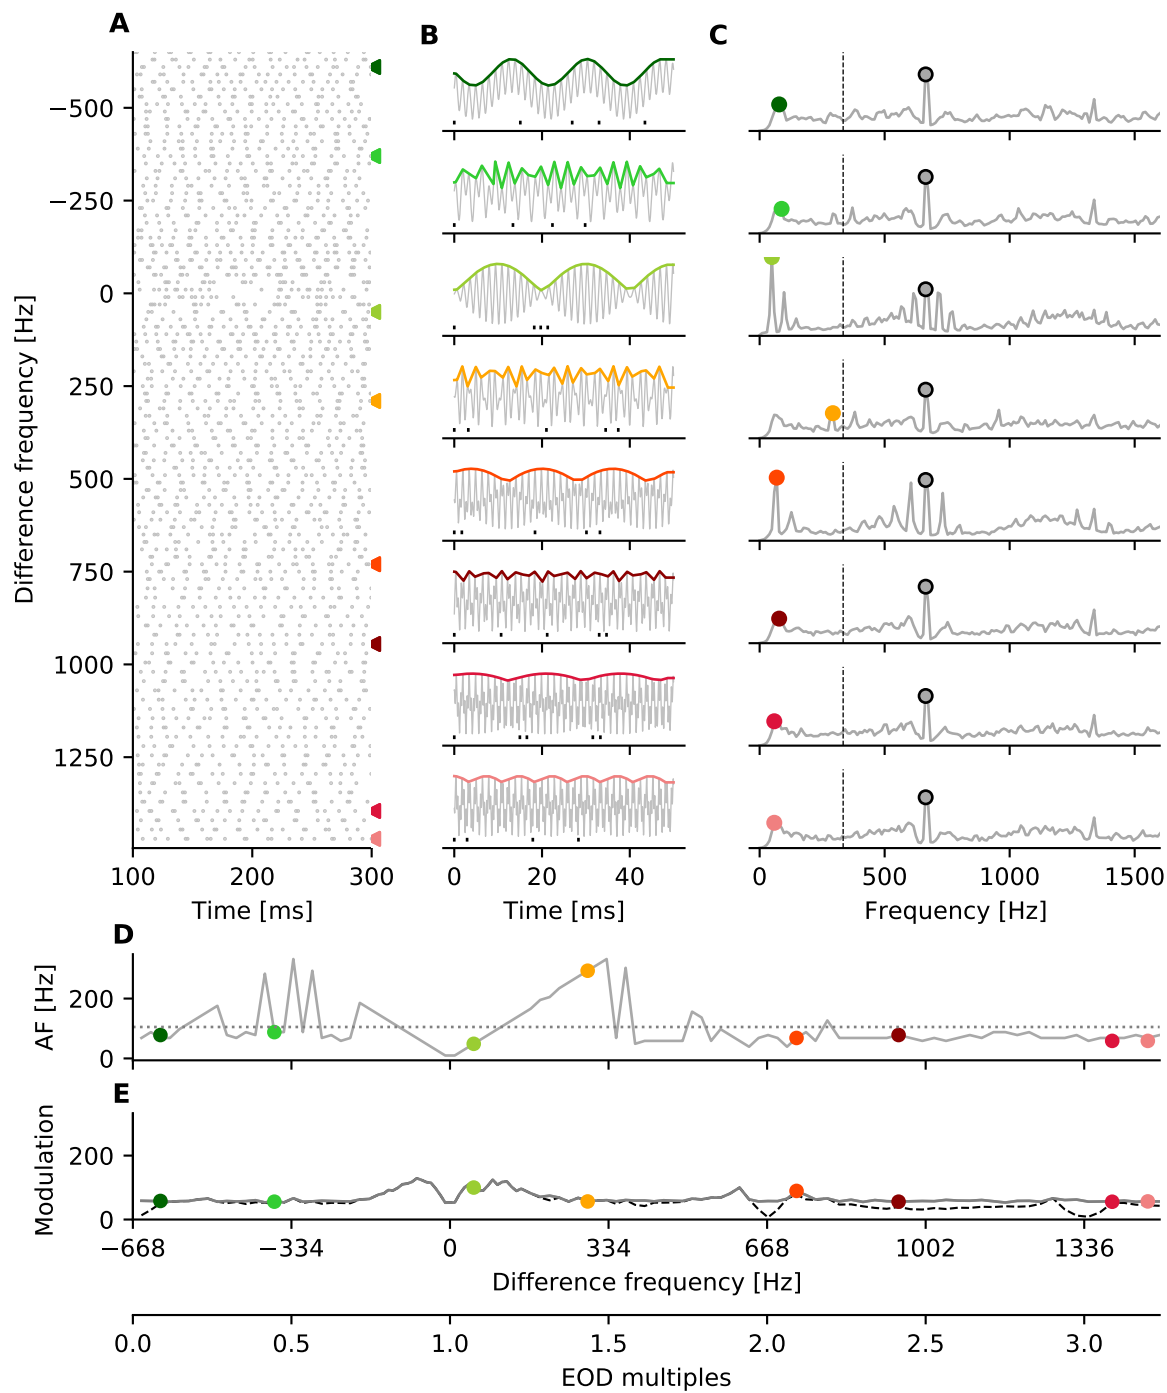 A
B
C
Difference frequency [Hz]
−500
−250
0
250
500
750
1000
1250
100 200 300
Time [ms]
0 20 40
Time [ms]
0 500 1000 1500
Frequency [Hz]
D
AF [Hz]
200
0
E
Modulation
200
0
−668 −334 0 334 668 1002 1336
Difference frequency [Hz]
0.0 0.5 1.0 1.5 2.0 2.5 3.0
EOD multiples